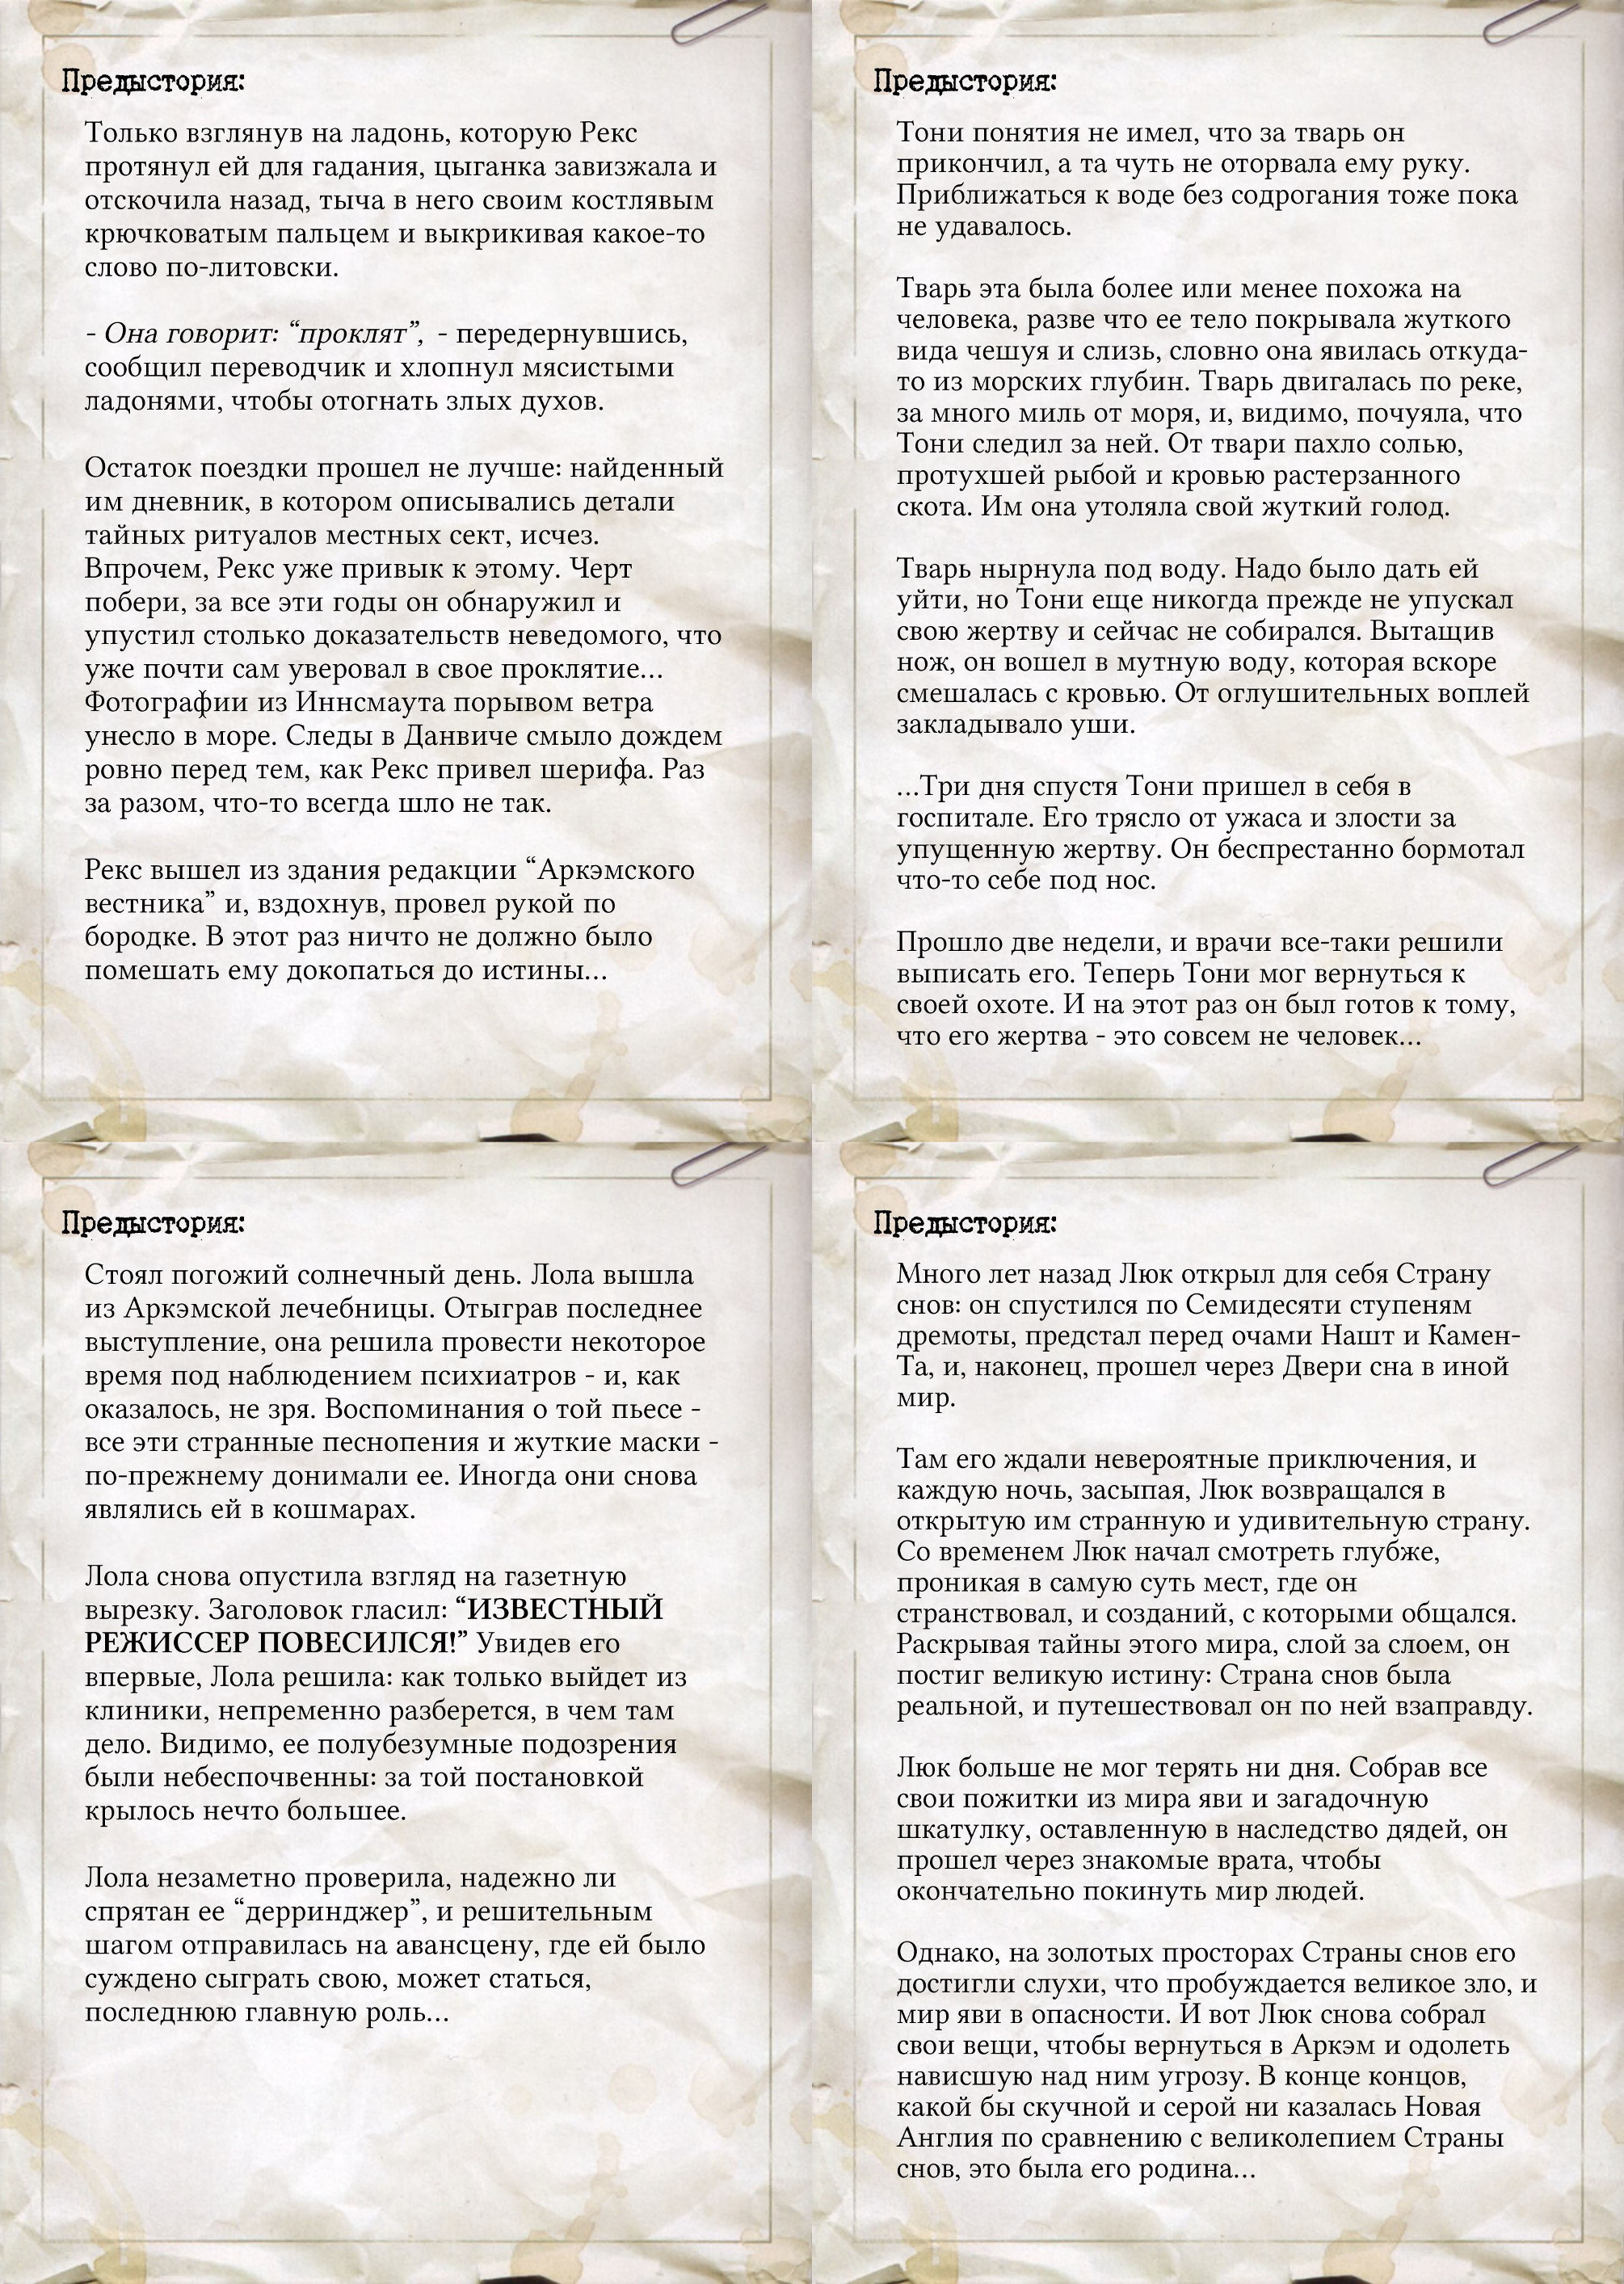 Предыстория:
Только взглянув на ладонь, которую Рекс
протянул ей для гадания, цыганка завизжала и
отскочила назад, тыча в него своим костлявым
крючковатым пальцем и выкрикивая какое-то
слово по-литовски.
- Она говорит: “проклят”, - передернувшись,
сообщил переводчик и хлопнул мясистыми
ладонями, чтобы отогнать злых духов.
Остаток поездки прошел не лучше: найденный
им дневник, в котором описывались детали
тайных ритуалов местных сект, исчез.
Впрочем, Рекс уже привык к этому. Черт
побери, за все эти годы он обнаружил и
упустил столько доказательств неведомого, что
уже почти сам уверовал в свое проклятие...
Фотографии из Иннсмаута порывом ветра
унесло в море. Следы в Данвиче смыло дождем
ровно перед тем, как Рекс привел шерифа. Раз
за разом, что-то всегда шло не так.
Рекс вышел из здания редакции “Аркэмского
вестника” и, вздохнув, провел рукой по
бородке. В этот раз ничто не должно было
помешать ему докопаться до истины...
Предыстория:
Тони понятия не имел, что за тварь он
прикончил, а та чуть не оторвала ему руку.
Приближаться к воде без содрогания тоже пока
не удавалось.
Тварь эта была более или менее похожа на
человека, разве что ее тело покрывала жуткого
вида чешуя и слизь, словно она явилась откуда-
то из морских глубин. Тварь двигалась по реке,
за много миль от моря, и, видимо, почуяла, что
Тони следил за ней. От твари пахло солью,
протухшей рыбой и кровью растерзанного
скота. Им она утоляла свой жуткий голод.
Тварь нырнула под воду. Надо было дать ей
уйти, но Тони еще никогда прежде не упускал
свою жертву и сейчас не собирался. Вытащив
нож, он вошел в мутную воду, которая вскоре
смешалась с кровью. От оглушительных воплей
закладывало уши.
...Три дня спустя Тони пришел в себя в
госпитале. Его трясло от ужаса и злости за
упущенную жертву. Он беспрестанно бормотал
что-то себе под нос.
Прошло две недели, и врачи все-таки решили
выписать его. Теперь Тони мог вернуться к
своей охоте. И на этот раз он был готов к тому,
что его жертва - это совсем не человек...
Предыстория:
Стоял погожий солнечный день. Лола вышла
из Аркэмской лечебницы. Отыграв последнее
выступление, она решила провести некоторое
время под наблюдением психиатров - и, как
оказалось, не зря. Воспоминания о той пьесе -
все эти странные песнопения и жуткие маски -
по-прежнему донимали ее. Иногда они снова
являлись ей в кошмарах.
Лола снова опустила взгляд на газетную
вырезку. Заголовок гласил: “ИЗВЕСТНЫЙ
РЕЖИССЕР ПОВЕСИЛСЯ!” Увидев его
впервые, Лола решила: как только выйдет из
клиники, непременно разберется, в чем там
дело. Видимо, ее полубезумные подозрения
были небеспочвенны: за той постановкой
крылось нечто большее.
Лола незаметно проверила, надежно ли
спрятан ее “дерринджер”, и решительным
шагом отправилась на авансцену, где ей было
суждено сыграть свою, может статься,
последнюю главную роль...
Предыстория:
Много лет назад Люк открыл для себя Страну
снов: он спустился по Семидесяти ступеням
дремоты, предстал перед очами Нашт и Камен-
Та, и, наконец, прошел через Двери сна в иной
мир.
Там его ждали невероятные приключения, и
каждую ночь, засыпая, Люк возвращался в
открытую им странную и удивительную страну.
Со временем Люк начал смотреть глубже,
проникая в самую суть мест, где он
странствовал, и созданий, с которыми общался.
Раскрывая тайны этого мира, слой за слоем, он
постиг великую истину: Страна снов была
реальной, и путешествовал он по ней взаправду.
Люк больше не мог терять ни дня. Собрав все
свои пожитки из мира яви и загадочную
шкатулку, оставленную в наследство дядей, он
прошел через знакомые врата, чтобы
окончательно покинуть мир людей.
Однако, на золотых просторах Страны снов его
достигли слухи, что пробуждается великое зло, и
мир яви в опасности. И вот Люк снова собрал
свои вещи, чтобы вернуться в Аркэм и одолеть
нависшую над ним угрозу. В конце концов,
какой бы скучной и серой ни казалась Новая
Англия по сравнению с великолепием Страны
снов, это была его родина...